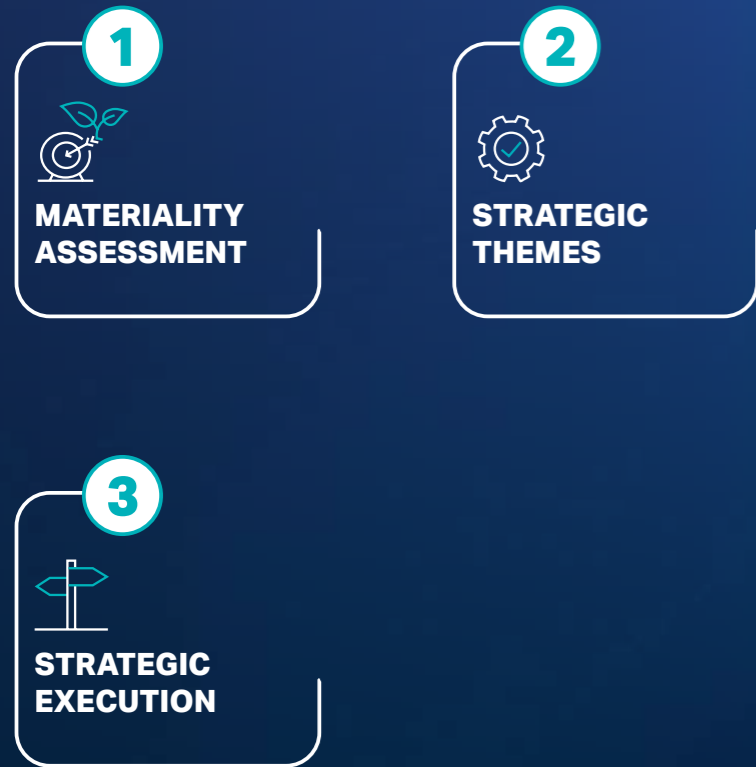 1
MATERIALITY
ASSESSMENT
2
STRATEGIC
THEMES
3
STRATEGIC
EXECUTION